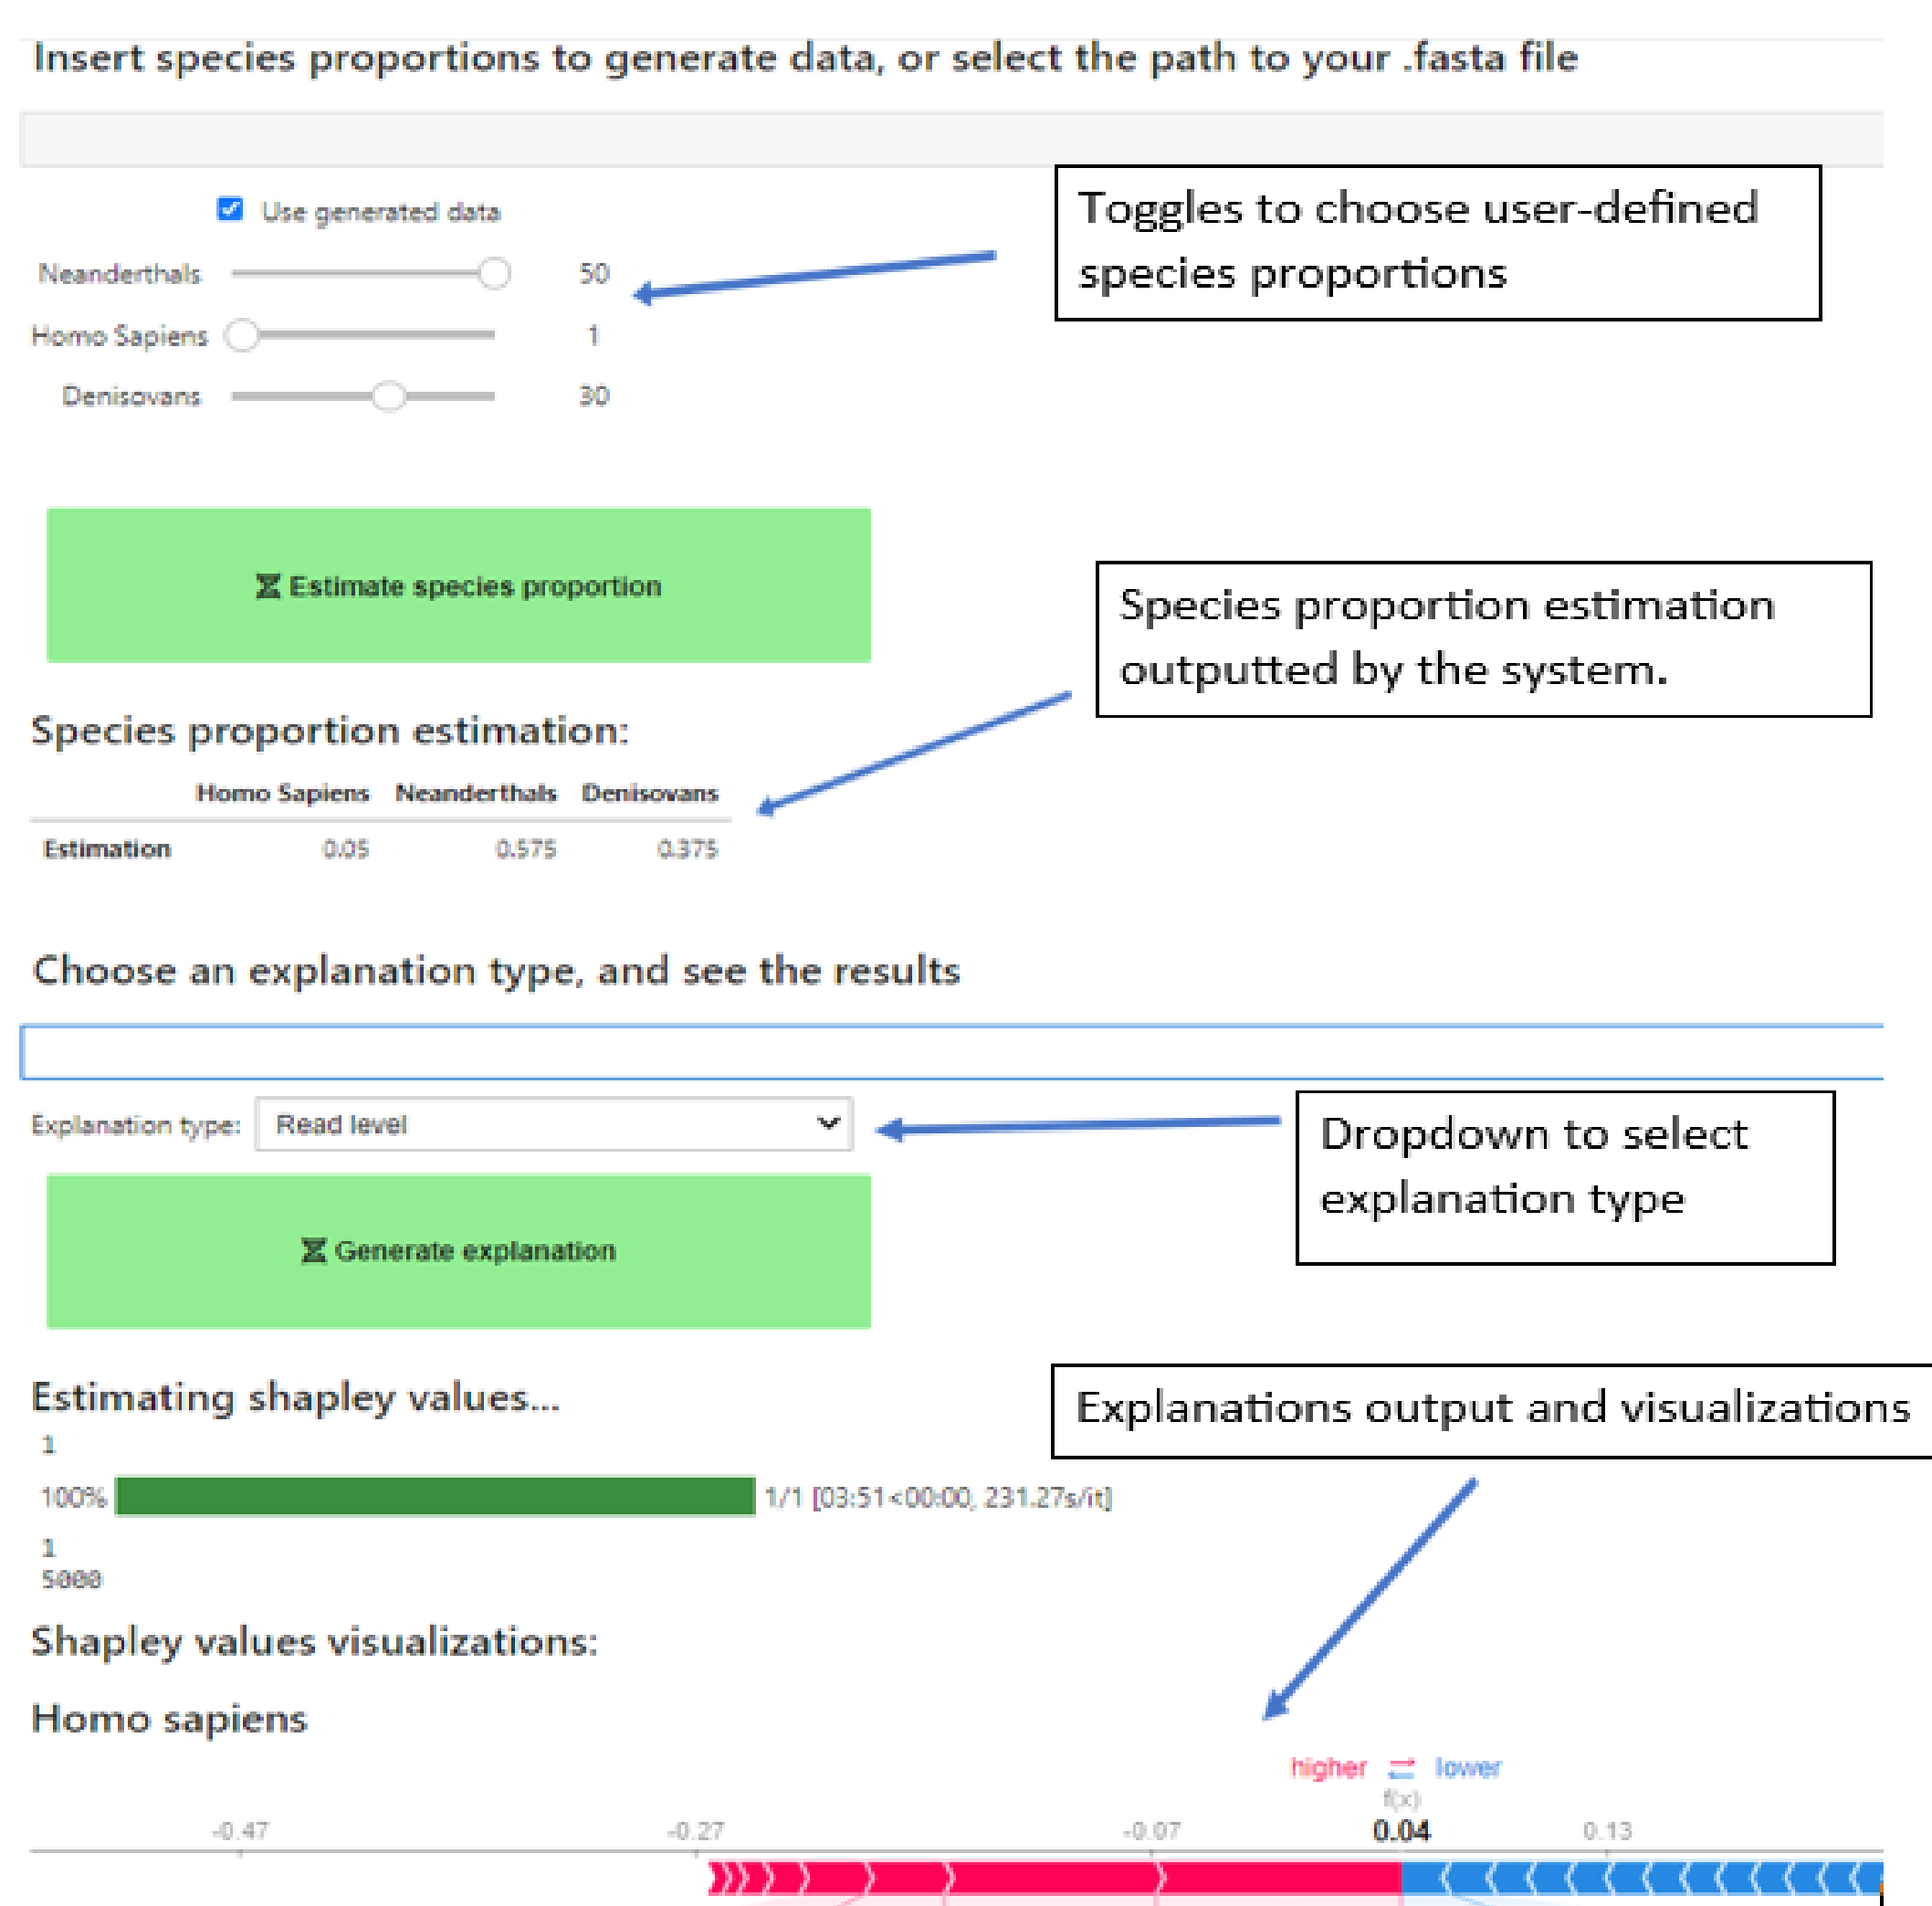 Insert species proportions to generate data, or select the path to your .fasta file
Use generated data
Neanderthals 50
Homo Sapiens 1
Denisovans 30
Toggles to choose user-defined
species proportions
Estimate species proportion
Species proportion estimation
outputted by the system.
Species proportion estimation:
Homo Sapiens Neanderthals Denisovans
Estimation 0.05 0.575 0.375
Choose an explanation type, and see the results
Explanation type: Read level
Dropdown to select
explanation type
Generate explanation
Estimating shapley values...
Explanations output and visualizations
1
100% 1/1 [03:51<00:00, 231.27s/it]
1
5000
Shapley values visualizations:
Homo sapiens
higher lower
f(x)
-0.47 -0.27 -0.07 0.04 0.13